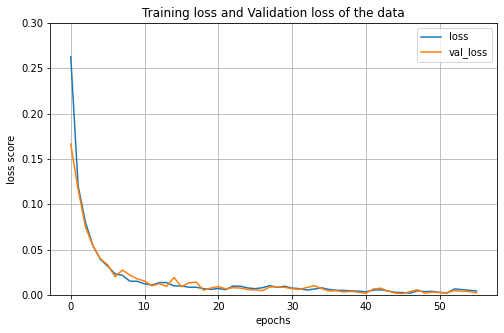 Training loss and Validation loss of the data
loss
val_loss
loss score
0.30
0.25
0.20
0.15
0.10
0.05
0.00
0 10 20 30 40 50
epochs